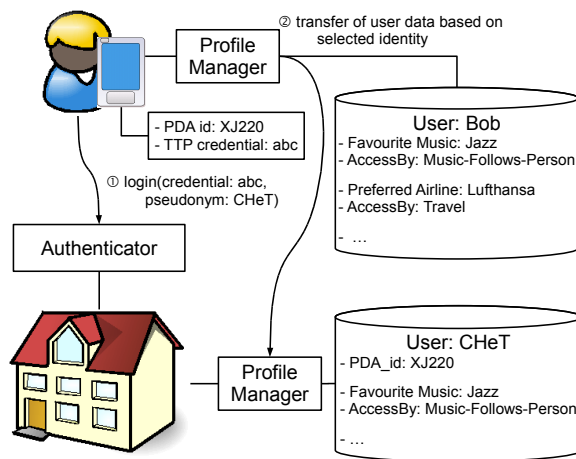 ② transfer of user data based on
selected identity
Profile
Manager
- PDA id: XJ220
- TTP credential: abc
User: Bob
- Favourite Music: Jazz
- AccessBy: Music-Follows-Person
- Preferred Airline: Lufthansa
- AccessBy: Travel
- ...
① login(credential: abc,
pseudonym: CHeT)
Authenticator
Profile
Manager
User: CHeT
- PDA_id: XJ220
- Favourite Music: Jazz
- AccessBy: Music-Follows-Person
- ...